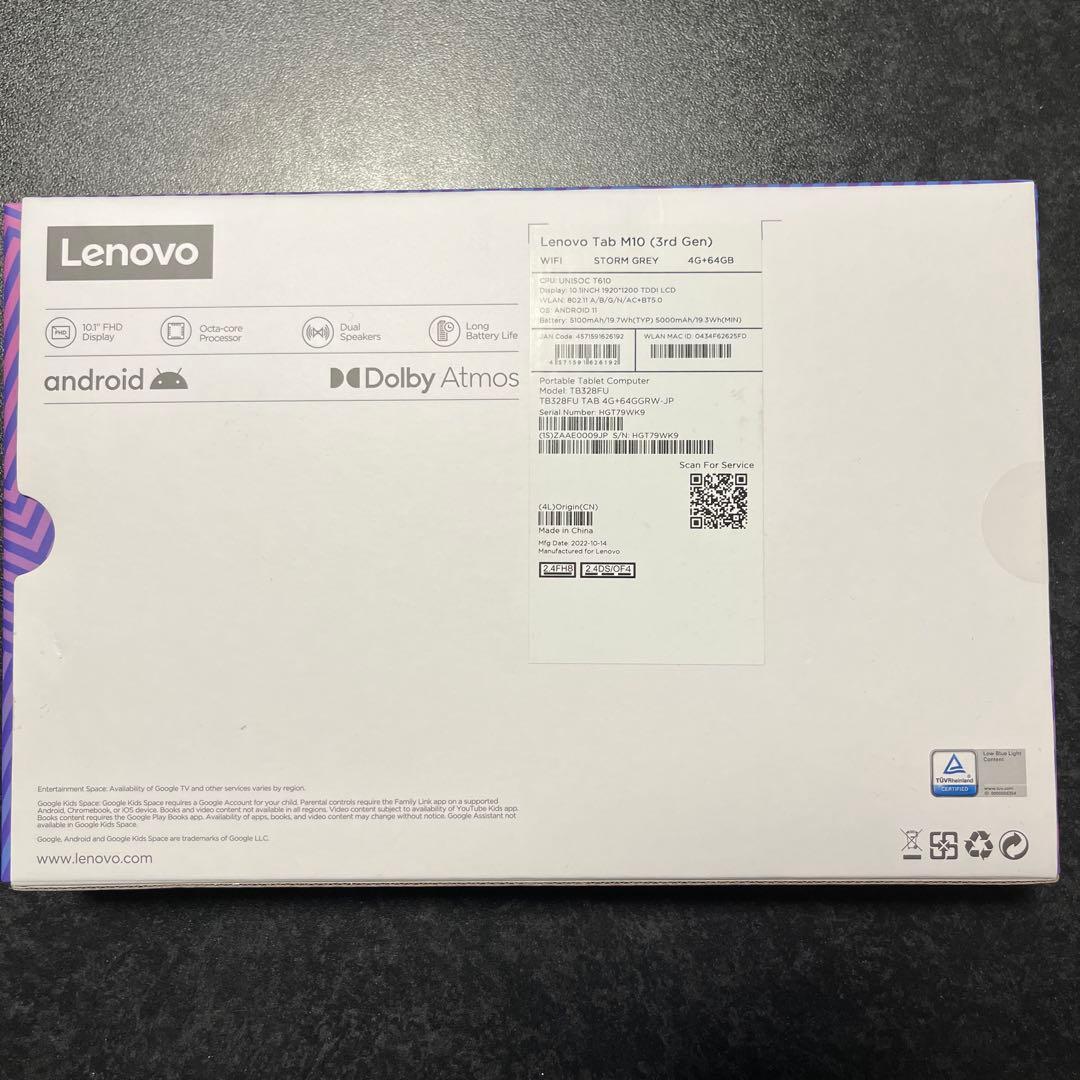 Lenovo
FHD
10.1" FHD
Display
Octa-core
Processor
Dual
Speakers
Long
Battery Life
android
Dolby Atmos
Lenovo Tab M10 (3rd Gen)
WIFI STORM GREY 4G+64GB
CPU: UNISOC T610
Display: 10.1INCH 1920*1200 TDDI LCD
WLAN: 802.11 A/B/G/N/AC+BT5.0
OS: ANDROID 11
Battery: 5100mAh/19.7Wh(TYP) 5000mAh/19.3Wh(MIN)
JAN Code: 4571591626192
4 571591 626192
WLAN MAC ID: 0434F62625FD
Portable Tablet Computer
Model: TB328FU
TB328FU TAB 4G+64GGRW-JP
Serial Number: HGT79WK9
(1S)ZAAE0009JP S/N: HGT79WK9
Scan For Service
(4L)Origin(CN)
Made in China
Mfg Date: 2022-10-14
Manufactured for Lenovo
2.4FH8 2.4DS/OF4
Entertainment Space: Availability of Google TV and other services varies by region.
Google Kids Space: Google Kids Space requires a Google Account for your child. Parental controls require the Family Link app on a supported
Android, Chromebook, or iOS device. Books and video content not available in all regions. Video content subject to availability of YouTube Kids app.
Books content requires the Google Play Books app. Availability of apps, books, and video content may change without notice. Google Assistant not
available in Google Kids Space.
Google, Android and Google Kids Space are trademarks of Google LLC.
www.lenovo.com
TÜVRheinland
CERTIFIED
Low Blue Light
Content
www.tuv.com